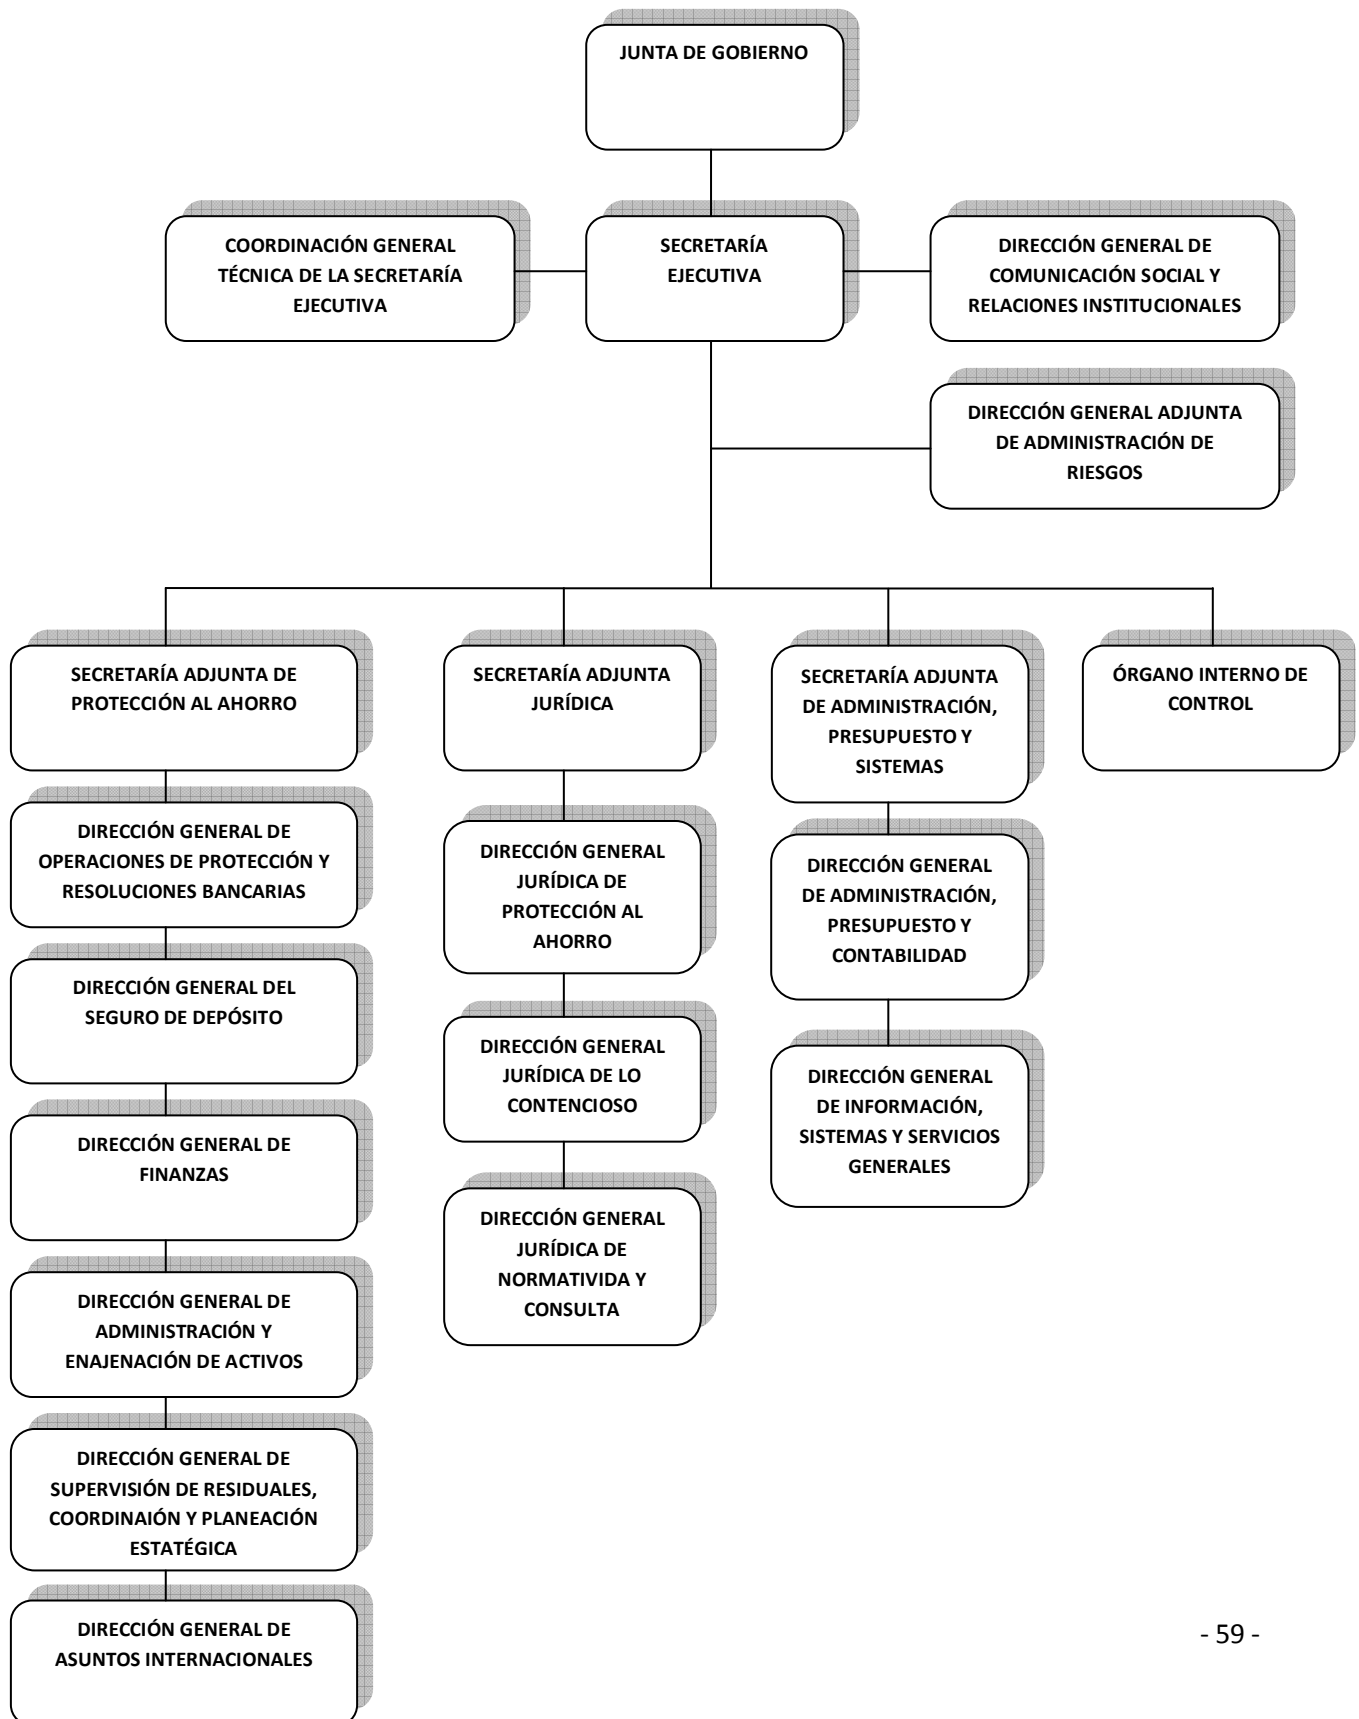 JUNTA DE GOBIERNO
COORDINACIÓN GENERAL
TÉCNICA DE LA SECRETARÍA
EJECUTIVA
SECRETARÍA
EJECUTIVA
DIRECCIÓN GENERAL DE
COMUNICACIÓN SOCIAL Y
RELACIONES INSTITUCIONALES
DIRECCIÓN GENERAL ADJUNTA
DE ADMINISTRACIÓN DE
RIESGOS
SECRETARÍA ADJUNTA DE
PROTECCIÓN AL AHORRO
DIRECCIÓN GENERAL DE
OPERACIONES DE PROTECCIÓN Y
RESOLUCIONES BANCARIAS
DIRECCIÓN GENERAL DEL
SEGURO DE DEPÓSITO
DIRECCIÓN GENERAL DE
FINANZAS
DIRECCIÓN GENERAL DE
ADMINISTRACIÓN Y
ENAJENACIÓN DE ACTIVOS
DIRECCIÓN GENERAL DE
SUPERVISIÓN DE RESIDUALES,
COORDINAIÓN Y PLANEACIÓN
ESTATÉGICA
DIRECCIÓN GENERAL DE
ASUNTOS INTERNACIONALES
SECRETARÍA ADJUNTA
JURÍDICA
DIRECCIÓN GENERAL
JURÍDICA DE
PROTECCIÓN AL
AHORRO
DIRECCIÓN GENERAL
JURÍDICA DE LO
CONTENCIOSO
DIRECCIÓN GENERAL
JURÍDICA DE
NORMATIVIDA Y
CONSULTA
SECRETARÍA ADJUNTA
DE ADMINISTRACIÓN,
PRESUPUESTO Y
SISTEMAS
DIRECCIÓN GENERAL
DE ADMINISTRACIÓN,
PRESUPUESTO Y
CONTABILIDAD
DIRECCIÓN GENERAL
DE INFORMACIÓN,
SISTEMAS Y SERVICIOS
GENERALES
ÓRGANO INTERNO DE
CONTROL
- 59 -